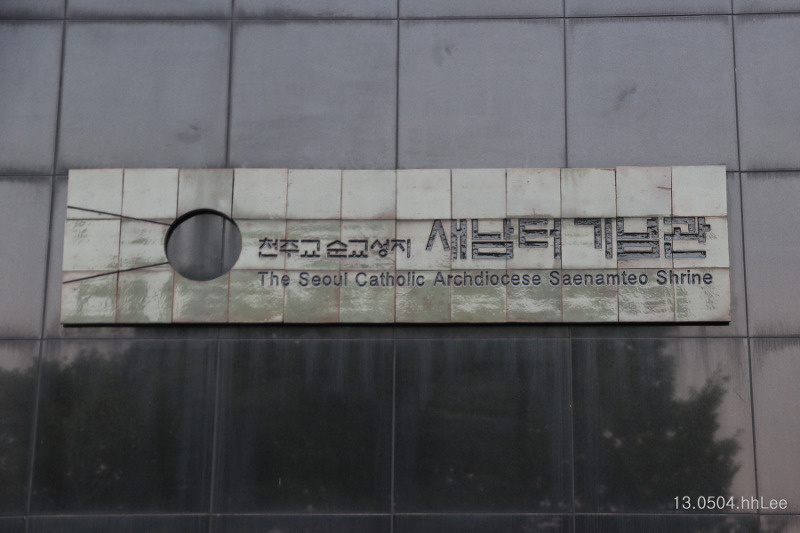 천주교 순교성지 새남터 기념관
The Seoul Catholic Archdiocese Saenamteo Shrine
13.0504.hhLee